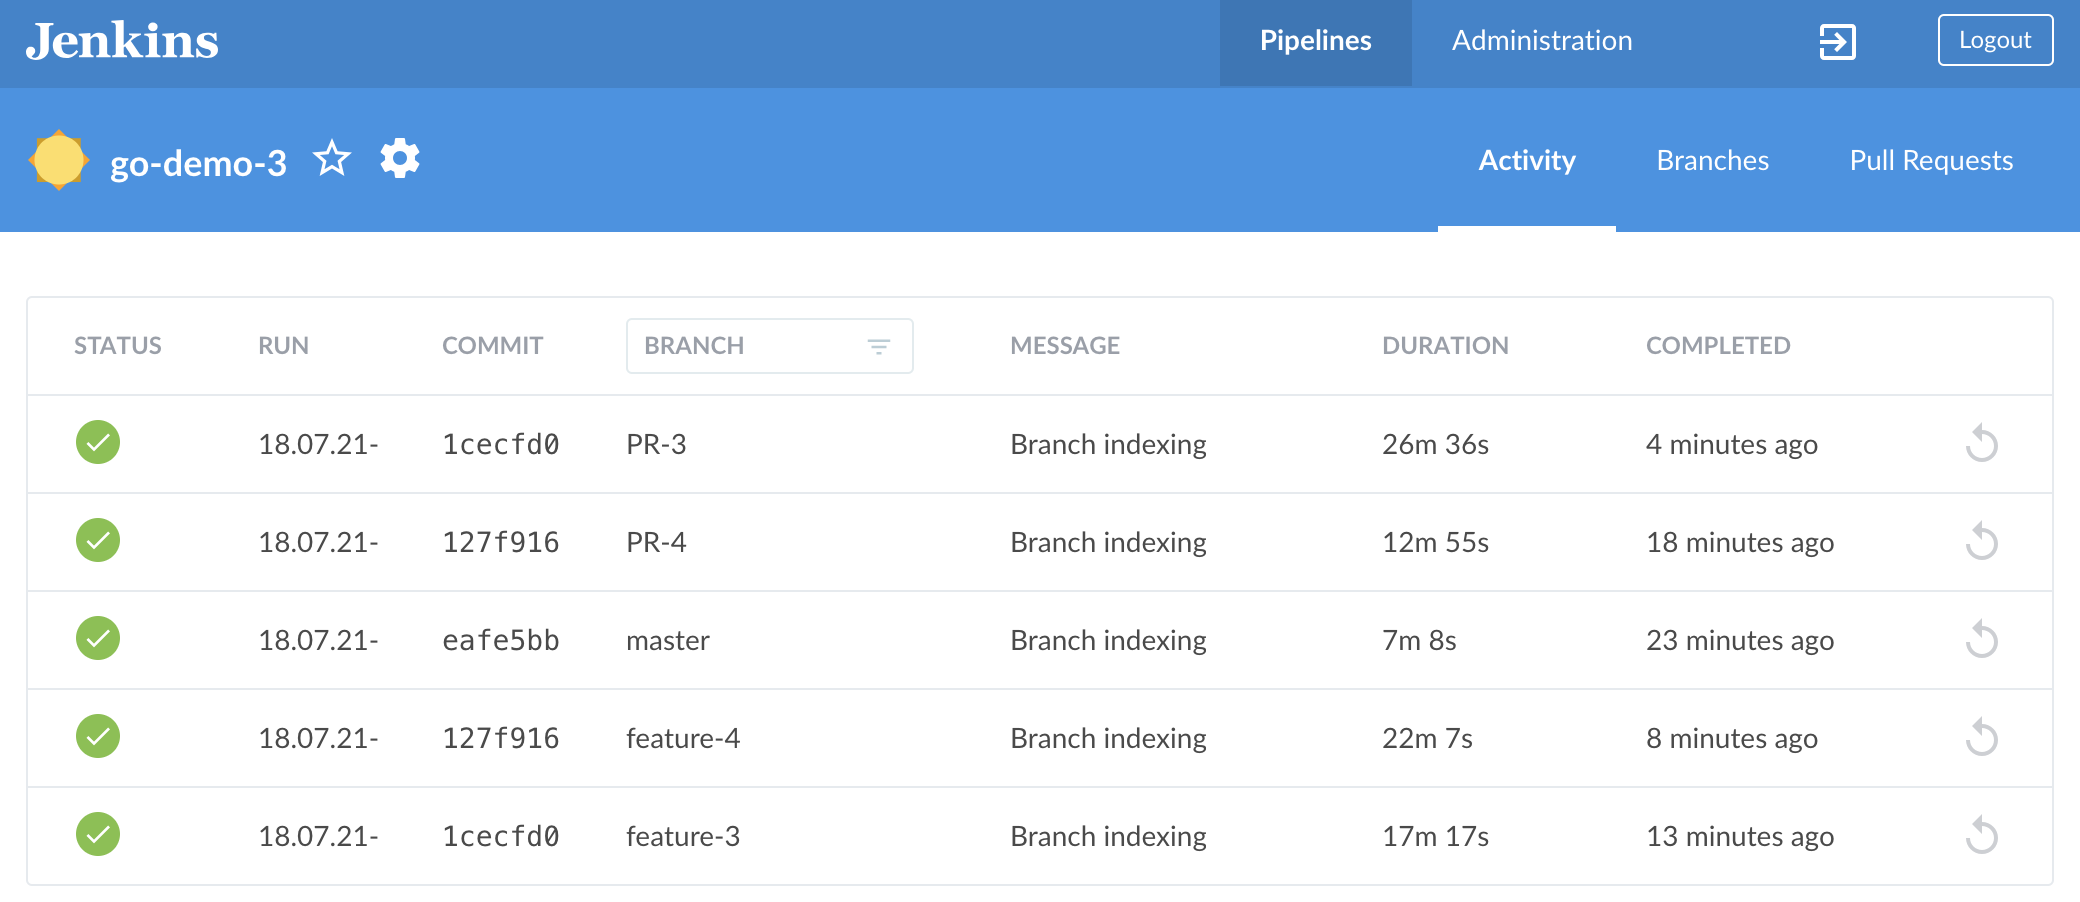 Jenkins Pipelines Administration Logout
go-demo-3 Activity Branches Pull Requests
STATUS RUN COMMIT BRANCH MESSAGE DURATION COMPLETED
18.07.21- 1cecfd0 PR-3 Branch indexing 26m 36s 4 minutes ago
18.07.21- 127f916 PR-4 Branch indexing 12m 55s 18 minutes ago
18.07.21- eafe5bb master Branch indexing 7m 8s 23 minutes ago
18.07.21- 127f916 feature-4 Branch indexing 22m 7s 8 minutes ago
18.07.21- 1cecfd0 feature-3 Branch indexing 17m 17s 13 minutes ago